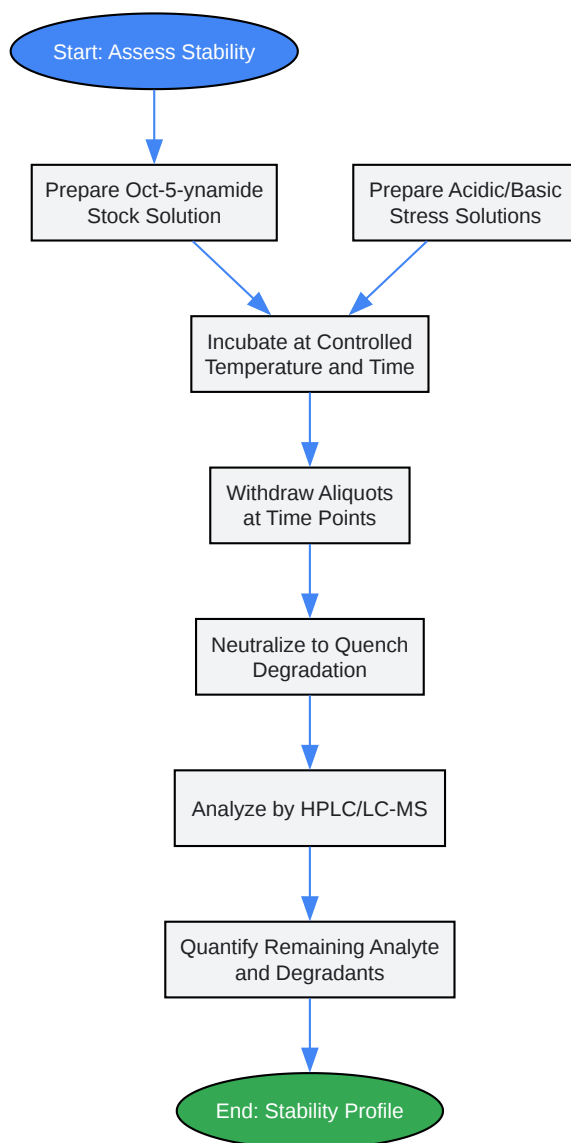 Start: Assess Stability
Prepare Oct-5-ynamide
Stock Solution
Prepare Acidic/Basic
Stress Solutions
Incubate at Controlled
Temperature and Time
Withdraw Aliquots
at Time Points
Neutralize to Quench
Degradation
Analyze by HPLC/LC-MS
Quantify Remaining Analyte
and Degradants
End: Stability Profile